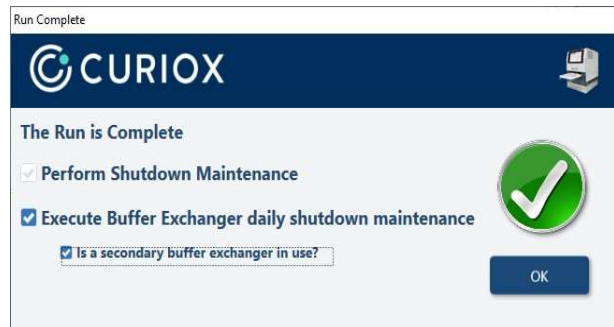 Run Complete
CURIOX
The Run is Complete
Perform Shutdown Maintenance
Execute Buffer Exchanger daily shutdown maintenance
Is a secondary buffer exchanger in use?
OK